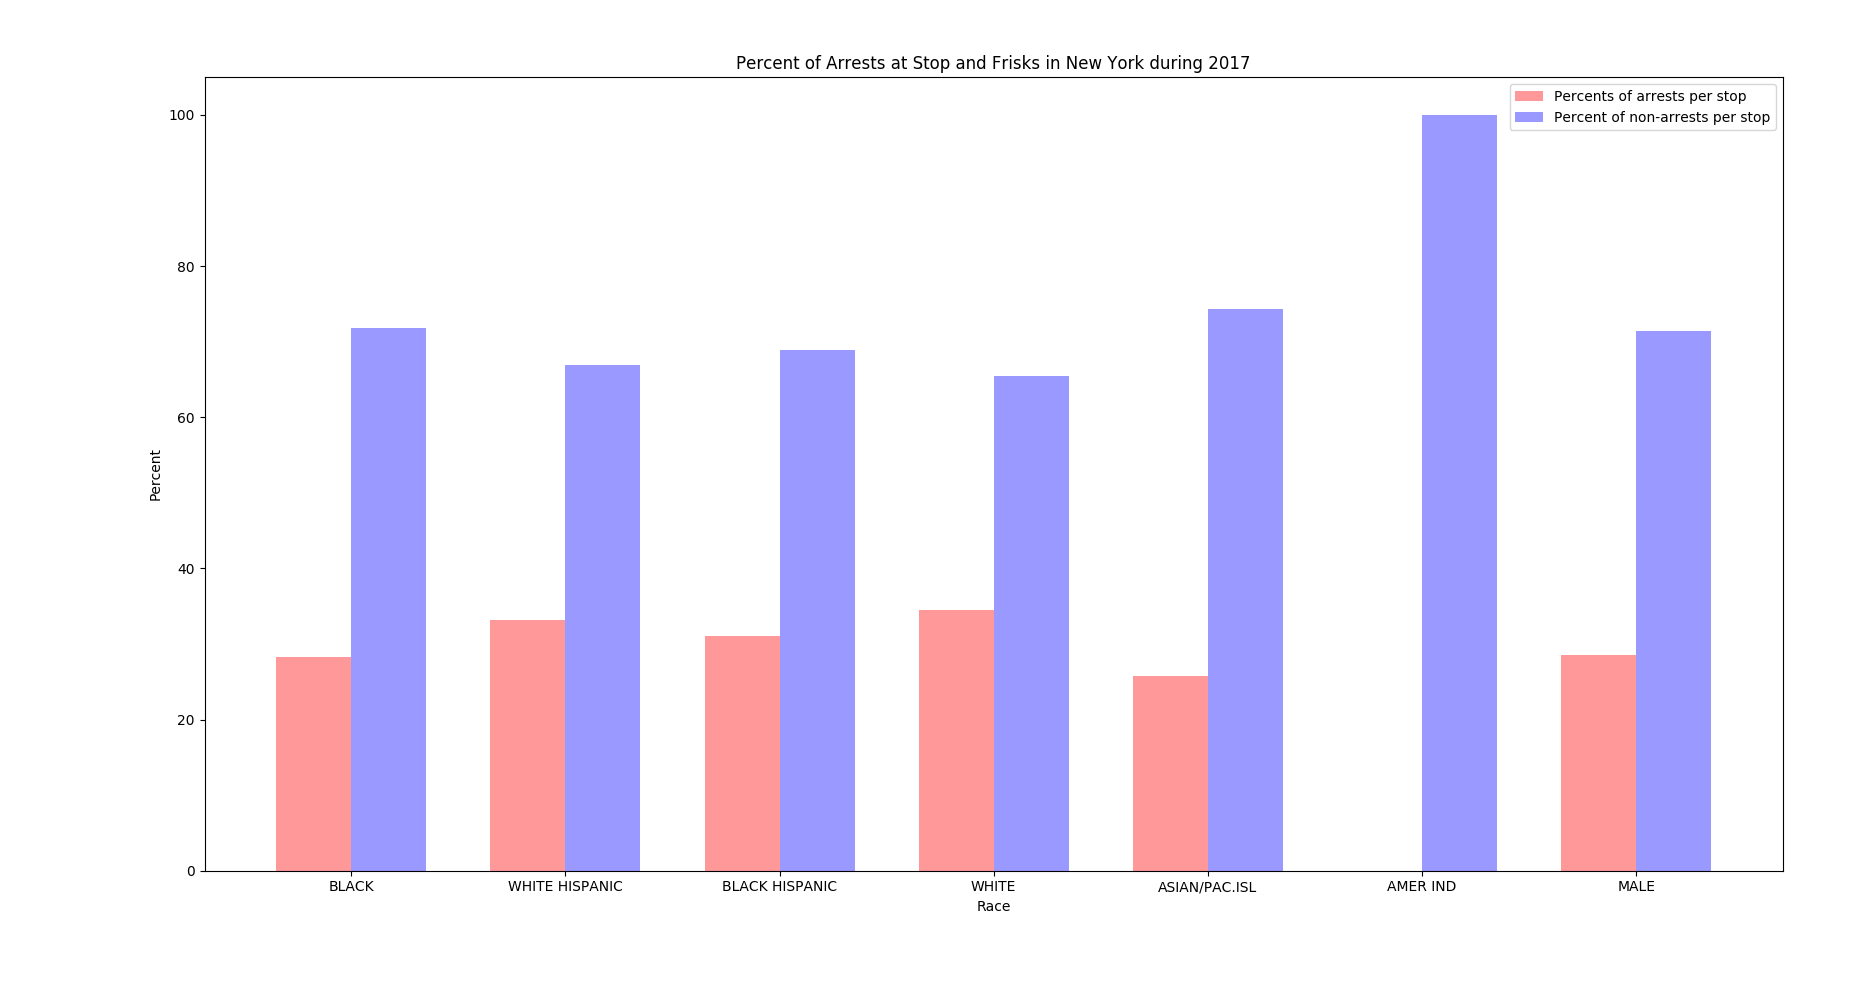 Percent of Arrests at Stop and Frisks in New York during 2017
Percents of arrests per stop
Percent of non-arrests per stop
100
80
60
40
20
0
Percent
BLACK WHITE HISPANIC BLACK HISPANIC WHITE ASIAN/PAC.ISL AMER IND MALE
Race